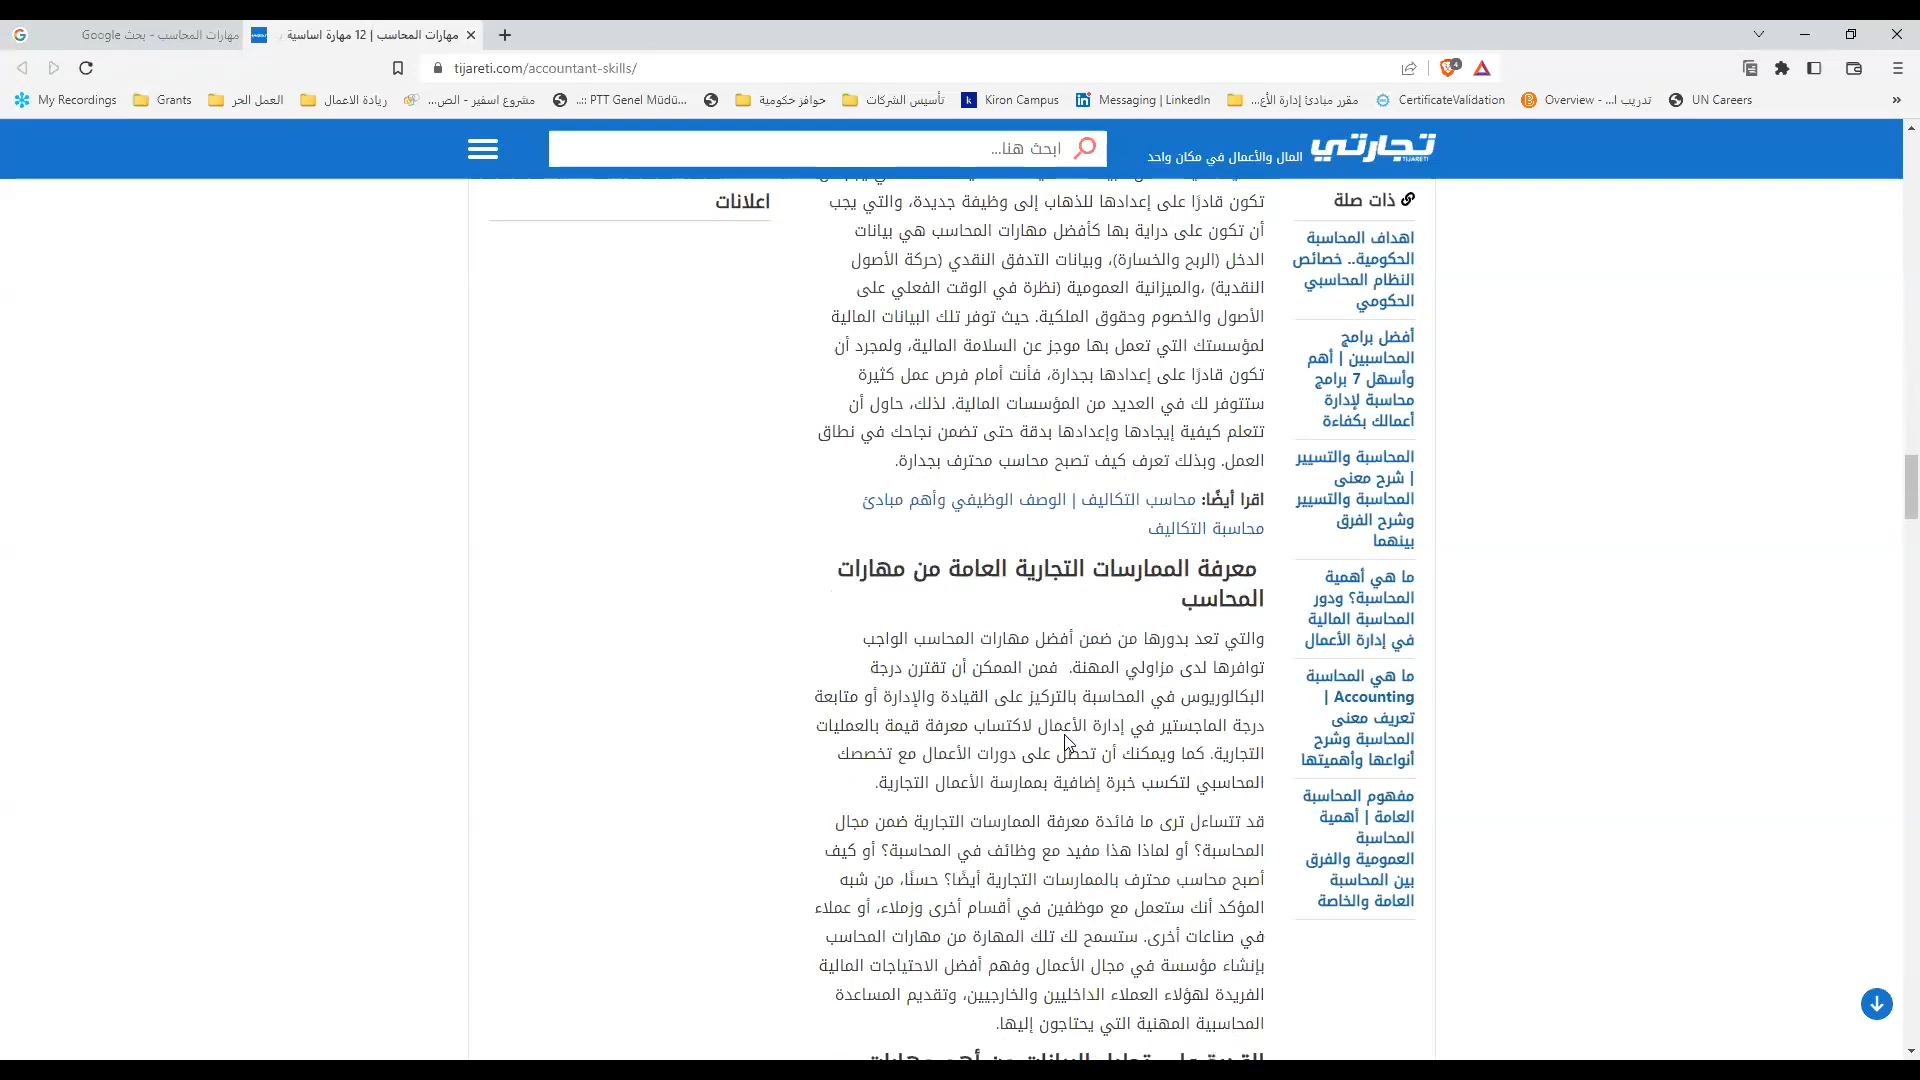 مهارات المحاسب - بحث Google
مهارات المحاسب | 12 مهارة اساسية
tijareti.com/accountant-skills/
4
My Recordings
Grants
العمل الحر
ريادة الاعمال
مشروع اسفير - الص...
PTT Genel Müdü... ::.
حوافز حكومية
تأسيس الشركات
Kiron Campus
Messaging | LinkedIn
مقرر مبادئ إدارة الأع...
CertificateValidation
Overview - ...تدريب ا
UN Careers
»
ابحث هنا...
المال والأعمال في مكان واحد
تجارتي
TIJARETI
ذات صلة
اهداف المحاسبة
الحكومية.. خصائص
النظام المحاسبي
الحكومي
أفضل برامج
المحاسبين | أهم
وأسهل 7 برامج
محاسبة لإدارة
أعمالك بكفاءة
المحاسبة والتسيير
| شرح معنى
المحاسبة والتسيير
وشرح الفرق
بينهما
ما هي أهمية
المحاسبة؟ ودور
المحاسبة المالية
في إدارة الأعمال
ما هي المحاسبة
Accounting |
تعريف معنى
المحاسبة وشرح
أنواعها وأهميتها
مفهوم المحاسبة
العامة | أهمية
المحاسبة
العمومية والفرق
بين المحاسبة
العامة والخاصة
تكون قادرًا على إعدادها للذهاب إلى وظيفة جديدة، والتي يجب
أن تكون على دراية بها كأفضل مهارات المحاسب هي بيانات
الدخل (الربح والخسارة)، وبيانات التدفق النقدي (حركة الأصول
النقدية) ،والميزانية العمومية (نظرة في الوقت الفعلي على
الأصول والخصوم وحقوق الملكية. حيث توفر تلك البيانات المالية
لمؤسستك التي تعمل بها موجز عن السلامة المالية، ولمجرد أن
تكون قادرًا على إعدادها بجدارة، فأنت أمام فرص عمل كثيرة
ستتوفر لك في العديد من المؤسسات المالية. لذلك، حاول أن
تتعلم كيفية إيجادها وإعدادها بدقة حتى تضمن نجاحك في نطاق
العمل. وبذلك تعرف كيف تصبح محاسب محترف بجدارة.
اقرا أيضًا: محاسب التكاليف | الوصف الوظيفي وأهم مبادئ
محاسبة التكاليف
معرفة الممارسات التجارية العامة من مهارات
المحاسب
والتي تعد بدورها من ضمن أفضل مهارات المحاسب الواجب
توافرها لدى مزاولي المهنة. فمن الممكن أن تقترن درجة
البكالوريوس في المحاسبة بالتركيز على القيادة والإدارة أو متابعة
درجة الماجستير في إدارة الأعمال لاكتساب معرفة قيمة بالعمليات
التجارية. كما ويمكنك أن تحصل على دورات الأعمال مع تخصصك
المحاسبي لتكسب خبرة إضافية بممارسة الأعمال التجارية.
قد تتساءل ترى ما فائدة معرفة الممارسات التجارية ضمن مجال
المحاسبة؟ أو لماذا هذا مفيد مع وظائف في المحاسبة؟ أو كيف
أصبح محاسب محترف بالممارسات التجارية أيضًا؟ حسنًا، من شبه
المؤكد أنك ستعمل مع موظفين في أقسام أخرى وزملاء، أو عملاء
في صناعات أخرى. ستسمح لك تلك المهارة من مهارات المحاسب
بإنشاء مؤسسة في مجال الأعمال وفهم أفضل الاحتياجات المالية
الفريدة لهؤلاء العملاء الداخليين والخارجيين، وتقديم المساعدة
المحاسبية المهنية التي يحتاجون إليها.
اعلانات